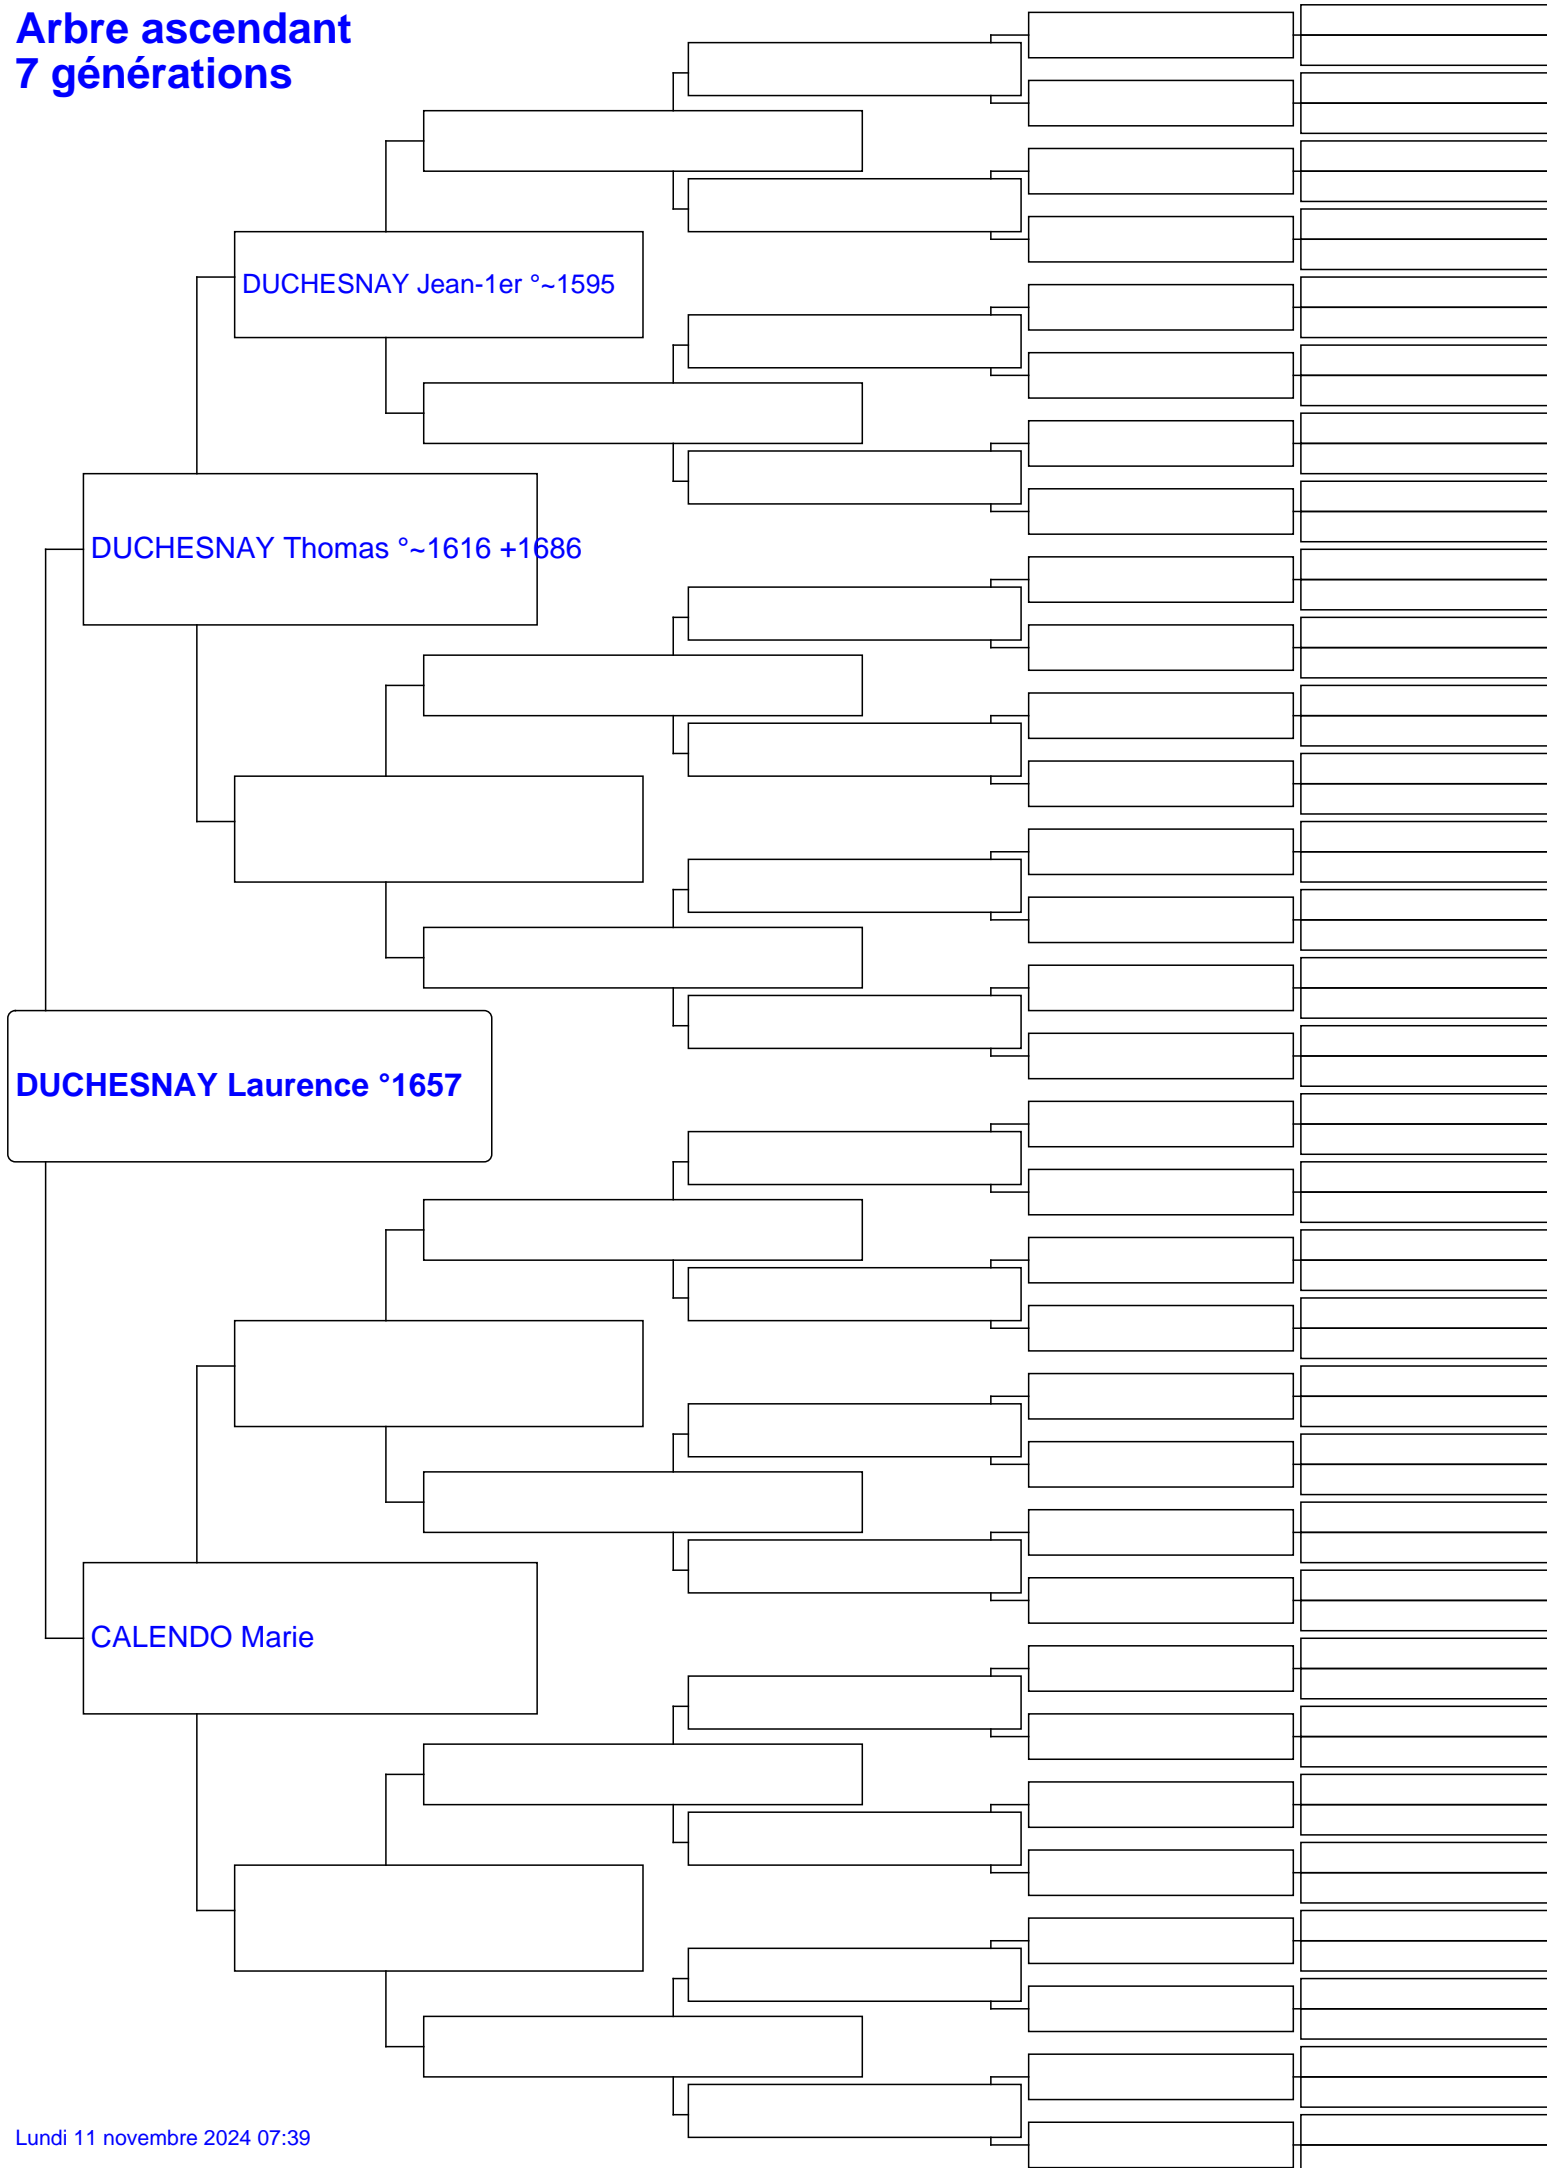 Arbre ascendant
7 générations
DUCHESNAY Jean-1er °~1595
DUCHESNAY Thomas °~1616 +1686
DUCHESNAY Laurence °1657
CALENDO Marie
Lundi 11 novembre 2024 07:39